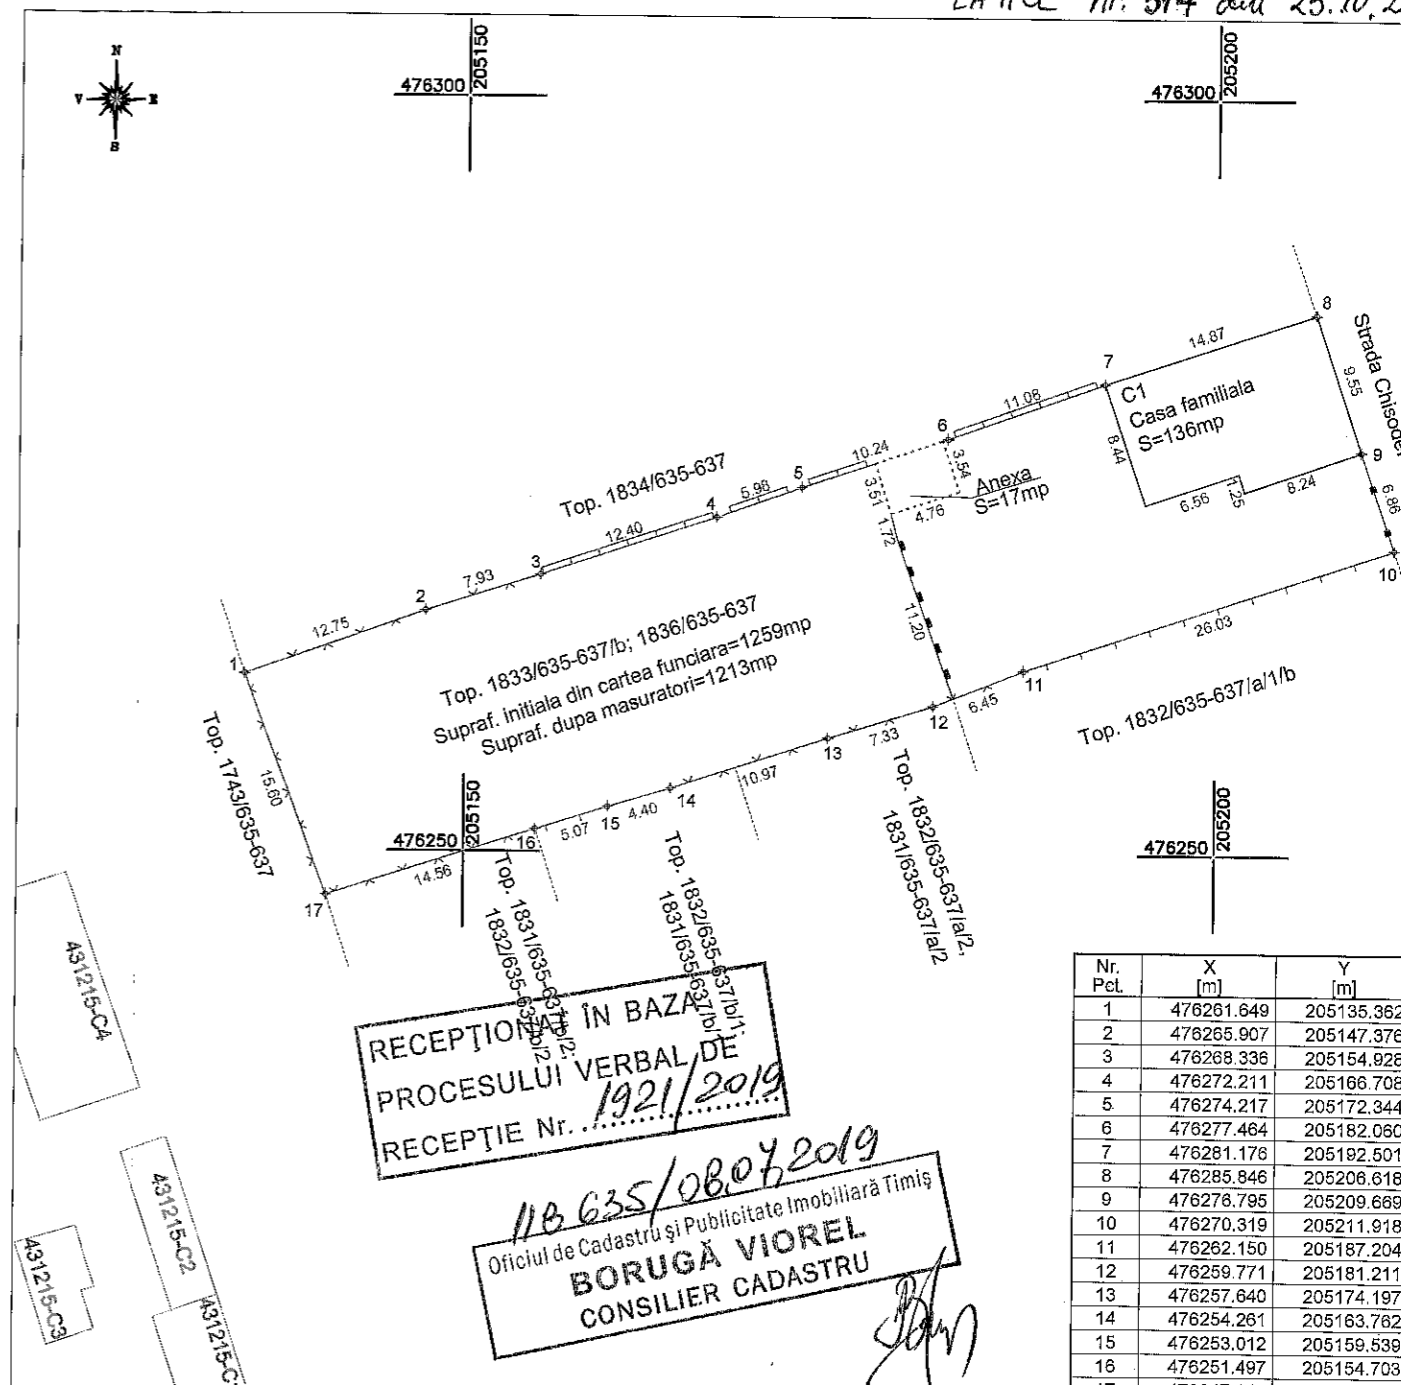 nr. 514 din 25.10.2
N
V
E
S
476300
205150
476300
205200
8
14.87
Strada Chisodei
9.55
7
C1
Casa familiala
S=136mp
11.08
6
8.44
9
10.24
3.54
Anexa
S=17mp
1.25
8.24
6.56
6.86
Top. 1834/635-637
5
5.98
3.51
4.76
4
12.40
1.72
3
7.93
10
2
12.75
11.20
26.03
Top. 1833/635-637/b; 1836/635-637
Supraf. initiala din cartea funciara=1259mp
Supraf. dupa masuratori=1213mp
1
11
6.45
Top. 1832/635-637/a/1/b
12
7.33
13
Top. 1743/635-637
15.60
10.97
14
4.40
15
5.07
16
14.56
17
476250
205150
476250
205200
Top. 1832/635-637/a/2,
1831/635-637/a/2
Top. 1832/635-637/b/1;
1831/635-637/b/1
Top. 1831/635-637/b/2;
1832/635-637/b/2
431215-C4
431215-C2
431215-C3
431215-C
RECEPȚIONAT ÎN BAZA
PROCESULUI VERBAL DE
RECEPȚIE Nr. 1921/2019
118635/08.07.2019
Oficiul de Cadastru și Publicitate Imobiliară Timiș
BORUGĂ VIOREL
CONSILIER CADASTRU
Nr. Pct. X [m] Y [m]
1 476261.649 205135.362
2 476265.907 205147.376
3 476268.336 205154.928
4 476272.211 205166.708
5 476274.217 205172.344
6 476277.464 205182.060
7 476281.176 205192.501
8 476285.846 205206.618
9 476276.795 205209.669
10 476270.319 205211.918
11 476262.150 205187.204
12 476259.771 205181.211
13 476257.640 205174.197
14 476254.261 205163.762
15 476253.012 205159.539
16 476251.497 205154.703